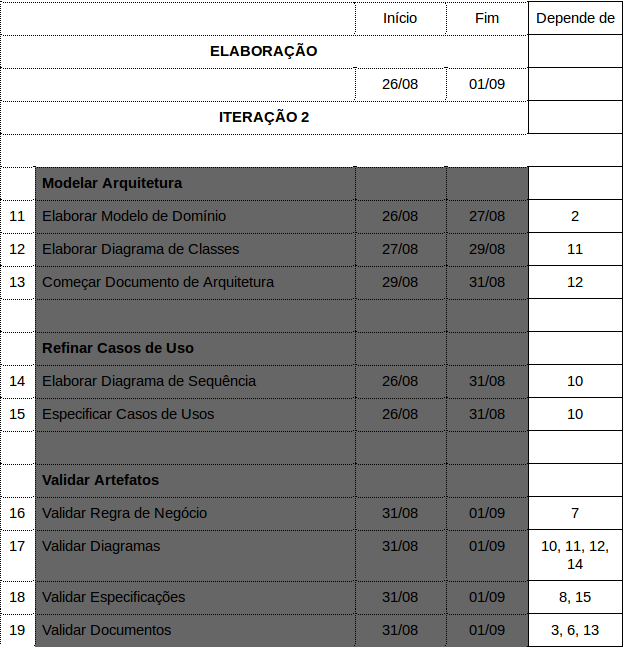 Início Fim Depende de
ELABORAÇÃO
26/08 01/09
ITERAÇÃO 2
Modelar Arquitetura
11 Elaborar Modelo de Domínio 26/08 27/08 2
12 Elaborar Diagrama de Classes 27/08 29/08 11
13 Começar Documento de Arquitetura 29/08 31/08 12
Refinar Casos de Uso
14 Elaborar Diagrama de Sequência 26/08 31/08 10
15 Especificar Casos de Usos 26/08 31/08 10
Validar Artefatos
16 Validar Regra de Negócio 31/08 01/09 7
17 Validar Diagramas 31/08 01/09 10, 11, 12,
14
18 Validar Especificações 31/08 01/09 8, 15
19 Validar Documentos 31/08 01/09 3, 6, 13